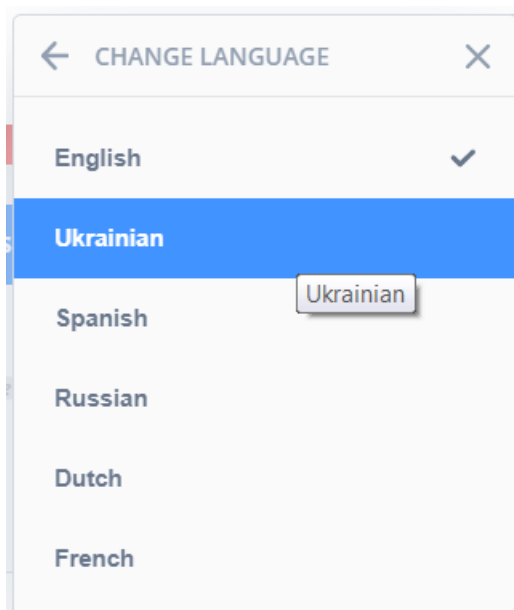 CHANGE LANGUAGE
English
Ukrainian
Ukrainian
Spanish
Russian
Dutch
French